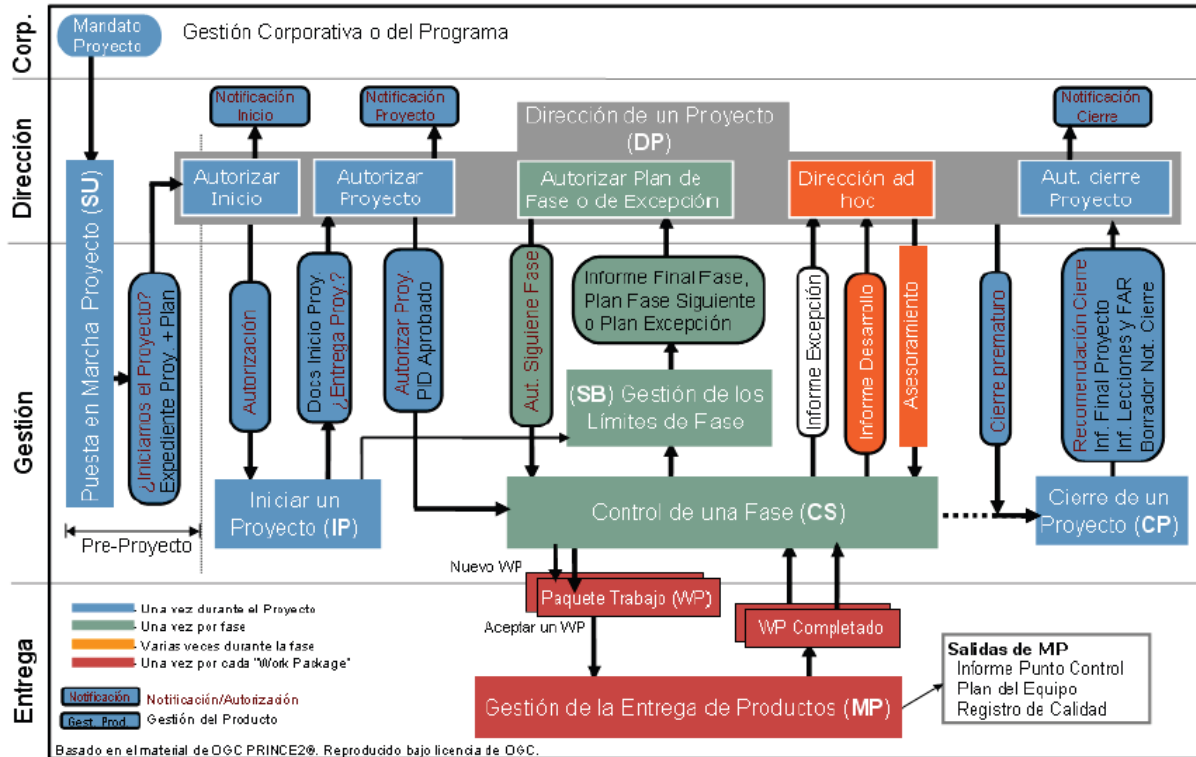 Corp.
Mandato
Proyecto
Gestión Corporativa o del Programa
Dirección
Notificación
Inicio
Notificación
Proyecto
Dirección de un Proyecto
(DP)
Notificación
Cierre
Autorizar
Inicio
Autorizar
Proyecto
Autorizar Plan de
Fase o de Excepción
Dirección ad
hoc
Aut. cierre
Proyecto
Gestión
Puesta en Marcha Proyecto (SU)
¿Iniciamos el Proyecto?
Expediente Proy. +Plan
Autorización
Docs Inicio Proy.
¿Entrega Proy.?
Autorizar Proy.
PID Aprobado
Aut. Siguiene Fase
Informe Final Fase,
Plan Fase Siguiente
o Plan Excepción
Informe Excepción
Informe Desarrollo
Asesoramiento
Cierre prematuro
Recomendación Cierre
Inf. Final Proyecto
Inf. Lecciones y FAR
Borrador Not. Cierre
(SB) Gestión de los
Límites de Fase
Iniciar un
Proyecto (IP)
Control de una Fase (CS)
Cierre de un
Proyecto (CP)
Pre-Proyecto
Entrega
Nuevo WP
Paquete Trabajo (WP)
Aceptar un WP
WP Completado
Gestión de la Entrega de Productos (MP)
Salidas de MP
Informe Punto Control
Plan del Equipo
Registro de Calidad
- Una vez durante el Proyecto
- Una vez por fase
- Varias veces durante la fase
- Una vez por cada "Work Package"
Notificación
Notificación/Autorización
Gest. Prod.
Gestión del Producto
Basado en el material de OGC PRINCE2®. Reproducido bajo licencia de OGC.